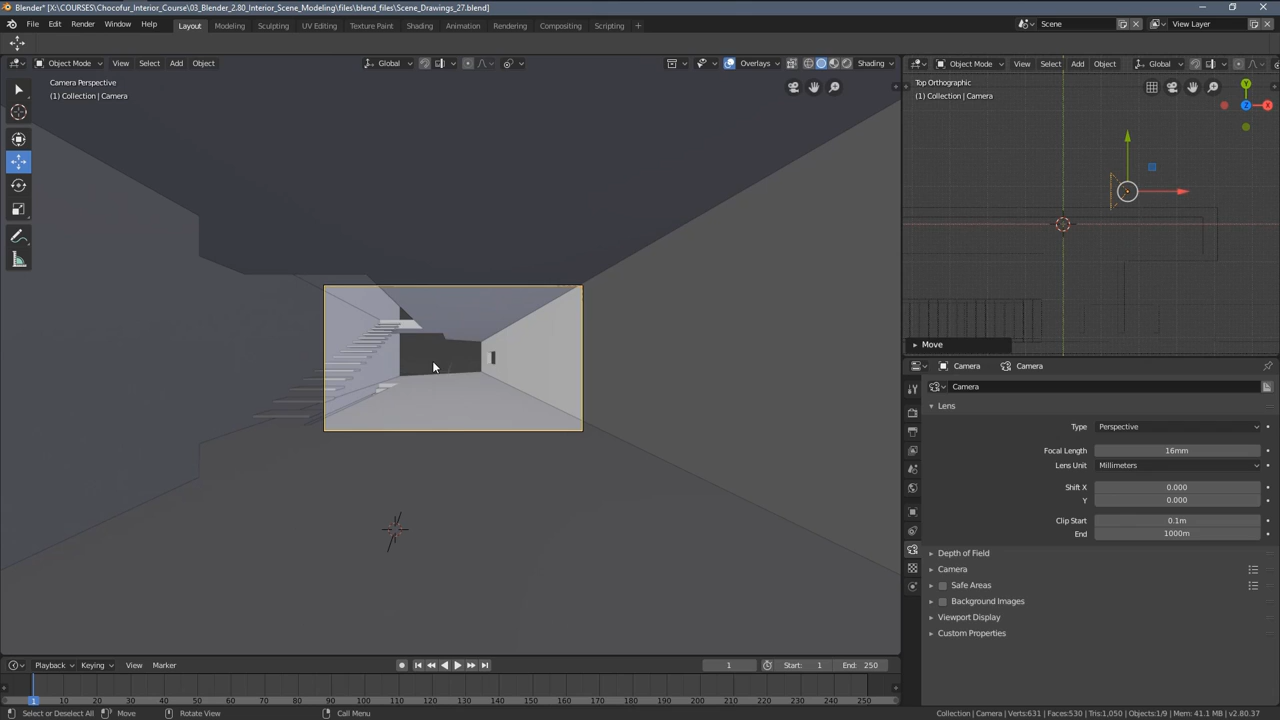 Blender* [X:\COURSES\Chocofur_Interior_Course\03_Blender_2.80_Interior_Scene_Modeling\files\blend_files\Scene_Drawings_27.blend]
File Edit Render Window Help Layout Modeling Sculpting UV Editing Texture Paint Shading Animation Rendering Compositing Scripting Scene View Layer
Object Mode View Select Add Object Global Overlays Shading
Object Mode View Select Add Object Global
Camera Perspective
(1) Collection | Camera
Top Orthographic
(1) Collection | Camera
Y
Z
X
Move
Camera Camera
Camera
Lens
Type Perspective
Focal Length 16mm
Lens Unit Millimeters
Shift X 0.000
Y 0.000
Clip Start 0.1m
End 1000m
Depth of Field
Camera
Safe Areas
Background Images
Viewport Display
Custom Properties
Playback Keying View Marker 1 Start: 1 End: 250
1 10 20 30 40 50 60 70 80 90 100 110 120 130 140 150 160 170 180 190 200 210 220 230 240 250
Select or Deselect All Move Rotate View Call Menu Collection | Camera | Verts:631 | Faces:530 | Tris:1,050 | Objects:1/9 | Mem: 41.1 MB | v2.80.37